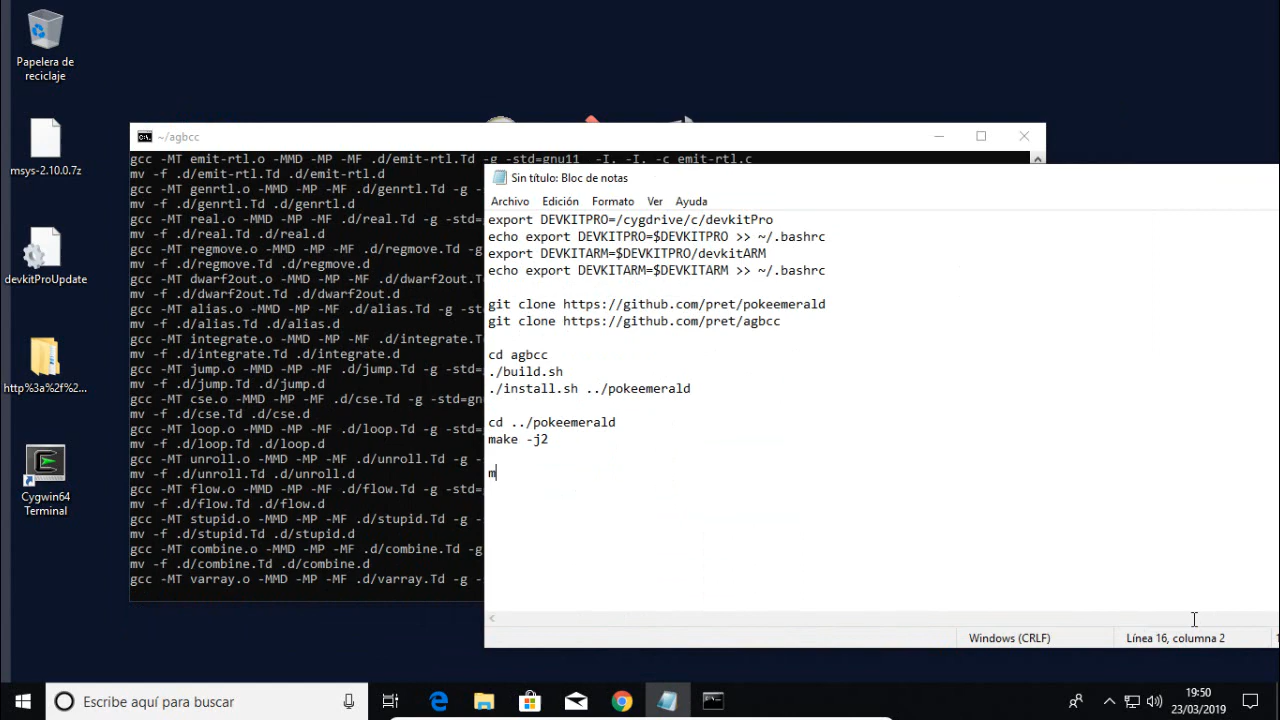 Papelera de
reciclaje
msys-2.10.0.7z
devkitProUpdate
http%3a%2f%2...
Cygwin64
Terminal
~/agbcc
gcc -MT emit-rtl.o -MMD -MP -MF .d/emit-rtl.Td -g -std=gnu11 -I. -I. -c emit-rtl.c
mv -f .d/emit-rtl.Td .d/emit-rtl.d
gcc -MT genrtl.o -MMD -MP -MF .d/genrtl.Td -g -
mv -f .d/genrtl.Td .d/genrtl.d
gcc -MT real.o -MMD -MP -MF .d/real.Td -g -std=
mv -f .d/real.Td .d/real.d
gcc -MT regmove.o -MMD -MP -MF .d/regmove.Td -g
mv -f .d/regmove.Td .d/regmove.d
gcc -MT dwarf2out.o -MMD -MP -MF .d/dwarf2out.T
mv -f .d/dwarf2out.Td .d/dwarf2out.d
gcc -MT alias.o -MMD -MP -MF .d/alias.Td -g -st
mv -f .d/alias.Td .d/alias.d
gcc -MT integrate.o -MMD -MP -MF .d/integrate.T
mv -f .d/integrate.Td .d/integrate.d
gcc -MT jump.o -MMD -MP -MF .d/jump.Td -g -std=
mv -f .d/jump.Td .d/jump.d
gcc -MT cse.o -MMD -MP -MF .d/cse.Td -g -std=gn
mv -f .d/cse.Td .d/cse.d
gcc -MT loop.o -MMD -MP -MF .d/loop.Td -g -std=
mv -f .d/loop.Td .d/loop.d
gcc -MT unroll.o -MMD -MP -MF .d/unroll.Td -g -
mv -f .d/unroll.Td .d/unroll.d
gcc -MT flow.o -MMD -MP -MF .d/flow.Td -g -std=
mv -f .d/flow.Td .d/flow.d
gcc -MT stupid.o -MMD -MP -MF .d/stupid.Td -g -
mv -f .d/stupid.Td .d/stupid.d
gcc -MT combine.o -MMD -MP -MF .d/combine.Td -g
mv -f .d/combine.Td .d/combine.d
gcc -MT varray.o -MMD -MP -MF .d/varray.Td -g -
Sin título: Bloc de notas
Archivo Edición Formato Ver Ayuda
export DEVKITPRO=/cygdrive/c/devkitPro
echo export DEVKITPRO=$DEVKITPRO >> ~/.bashrc
export DEVKITARM=$DEVKITPRO/devkitARM
echo export DEVKITARM=$DEVKITARM >> ~/.bashrc
git clone https://github.com/pret/pokeemerald
git clone https://github.com/pret/agbcc
cd agbcc
./build.sh
./install.sh ../pokeemerald
cd ../pokeemerald
make -j2
m
Windows (CRLF) Línea 16, columna 2
Escribe aquí para buscar
19:50
23/03/2019